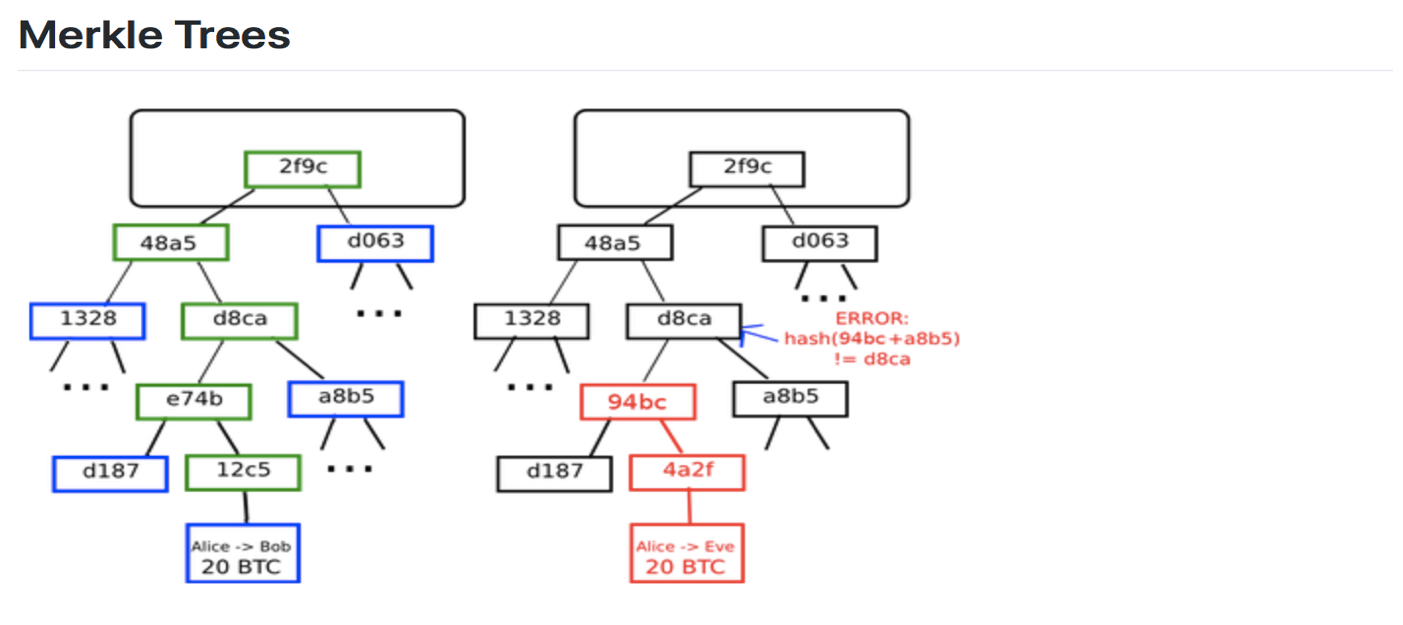 Merkle Trees
2f9c
48a5
d063
1328
d8ca
...
e74b
a8b5
...
d187
12c5
...
Alice -> Bob
20 BTC
2f9c
48a5
d063
...
1328
d8ca
ERROR:
hash(94bc+a8b5)
!= d8ca
...
94bc
a8b5
d187
4a2f
Alice -> Eve
20 BTC